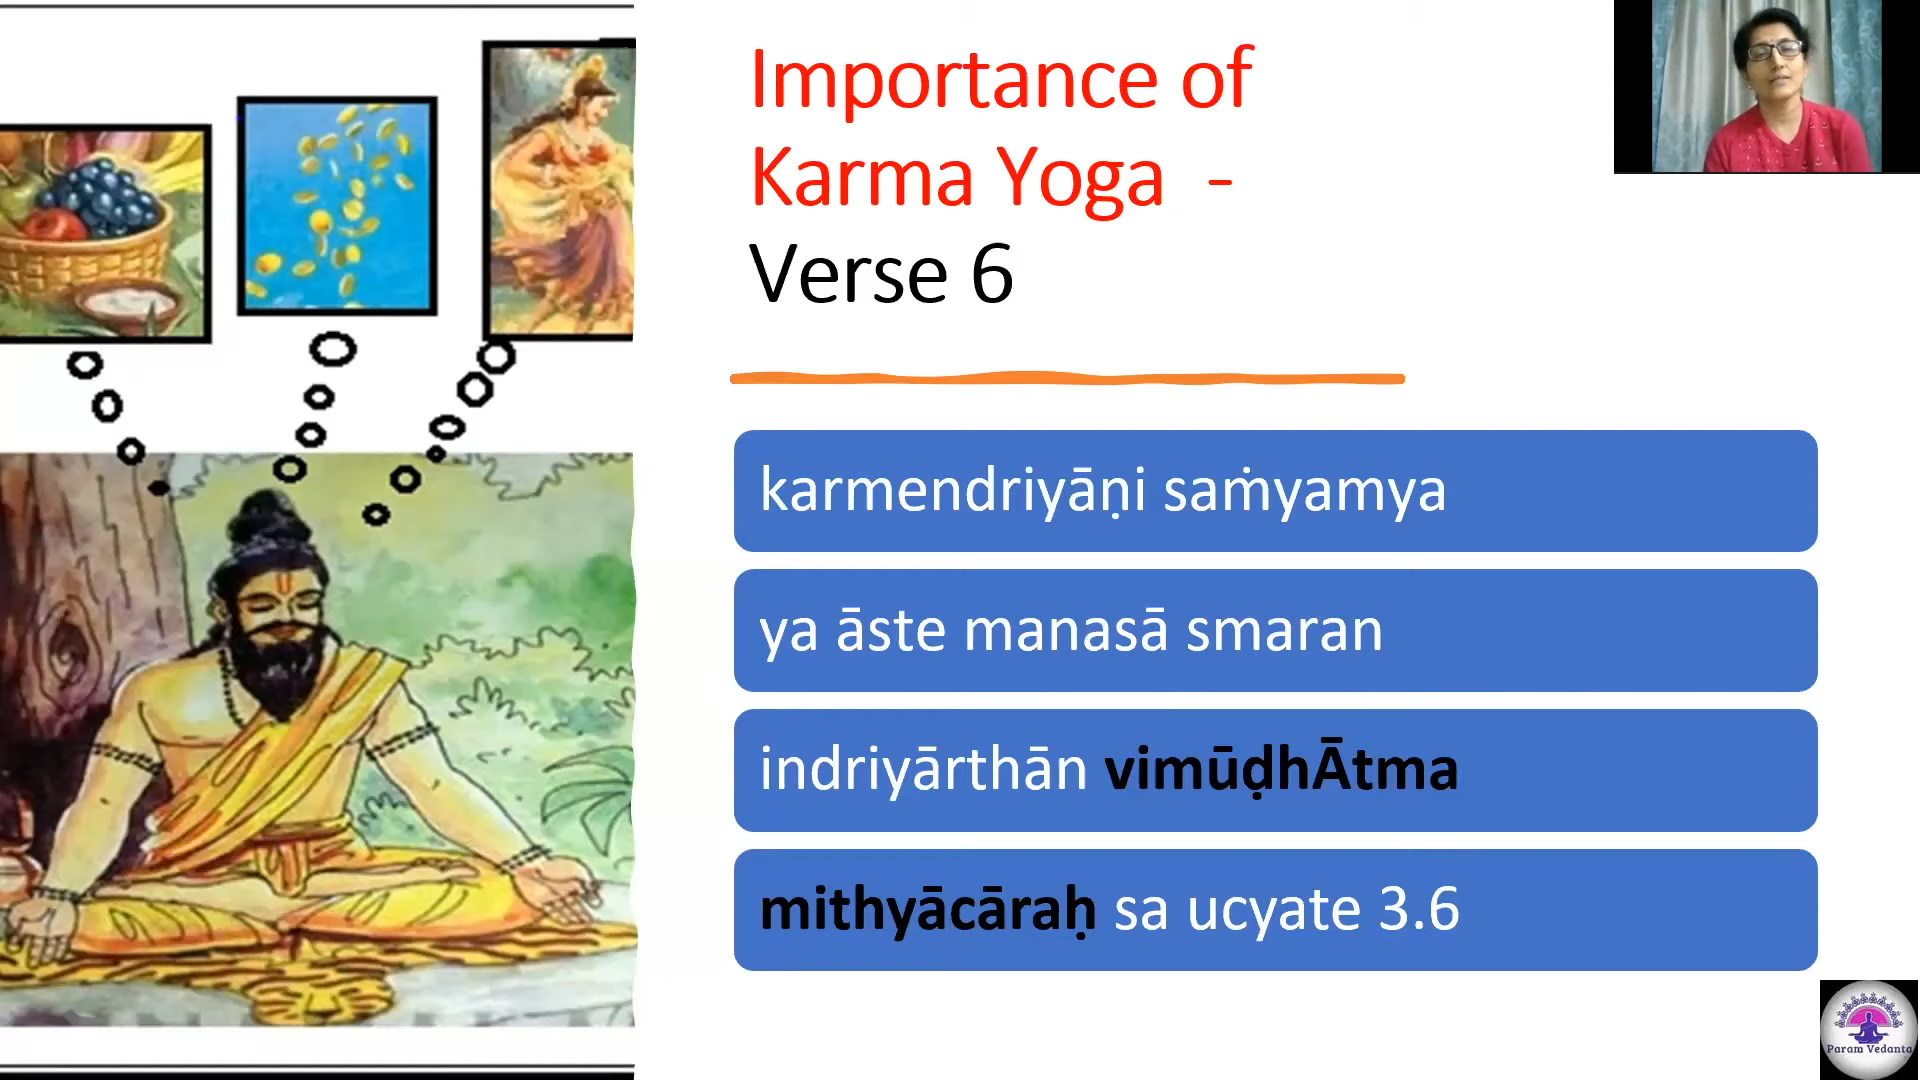 Importance of
Karma Yoga -
Verse 6
karmendriyāṇi saṁyamya
ya āste manasā smaran
indriyārthān vimūḍhĀtma
mithyācāraḥ sa ucyate 3.6
Param Vedanta